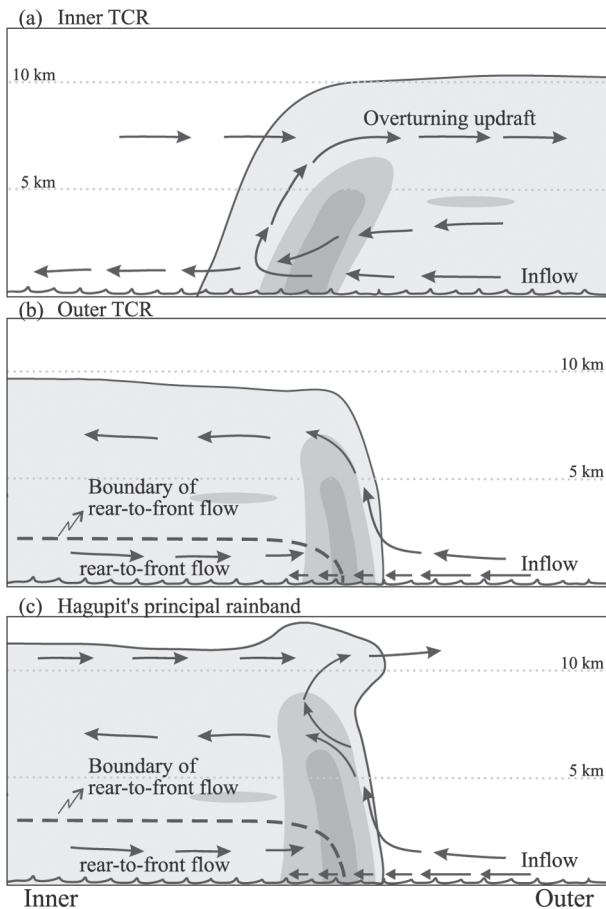 (a) Inner TCR
10 km
Overturning updraft
5 km
Inflow
(b) Outer TCR
10 km
5 km
Boundary of
rear-to-front flow
Inflow
rear-to-front flow
(c) Hagupit's principal rainband
10 km
5 km
Boundary of
rear-to-front flow
Inflow
rear-to-front flow
Inner
Outer